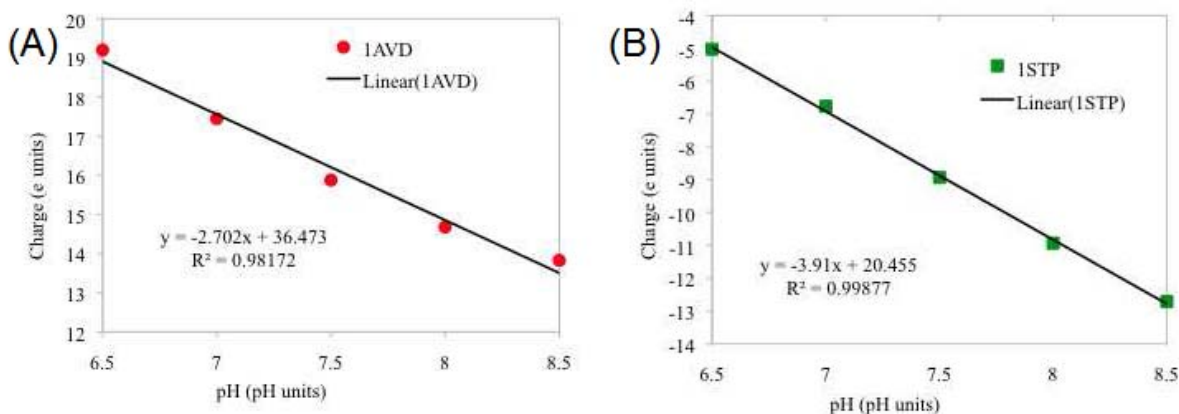 (A)
20
19
18
17
16
15
14
13
12
Charge (e units)
1AVD
Linear(1AVD)
y = -2.702x + 36.473
R² = 0.98172
6.5 7 7.5 8 8.5
pH (pH units)
(B)
-4
-5
-6
-7
-8
-9
-10
-11
-12
-13
-14
Charge (e units)
1STP
Linear(1STP)
y = -3.91x + 20.455
R² = 0.99877
6.5 7 7.5 8 8.5
pH (pH units)